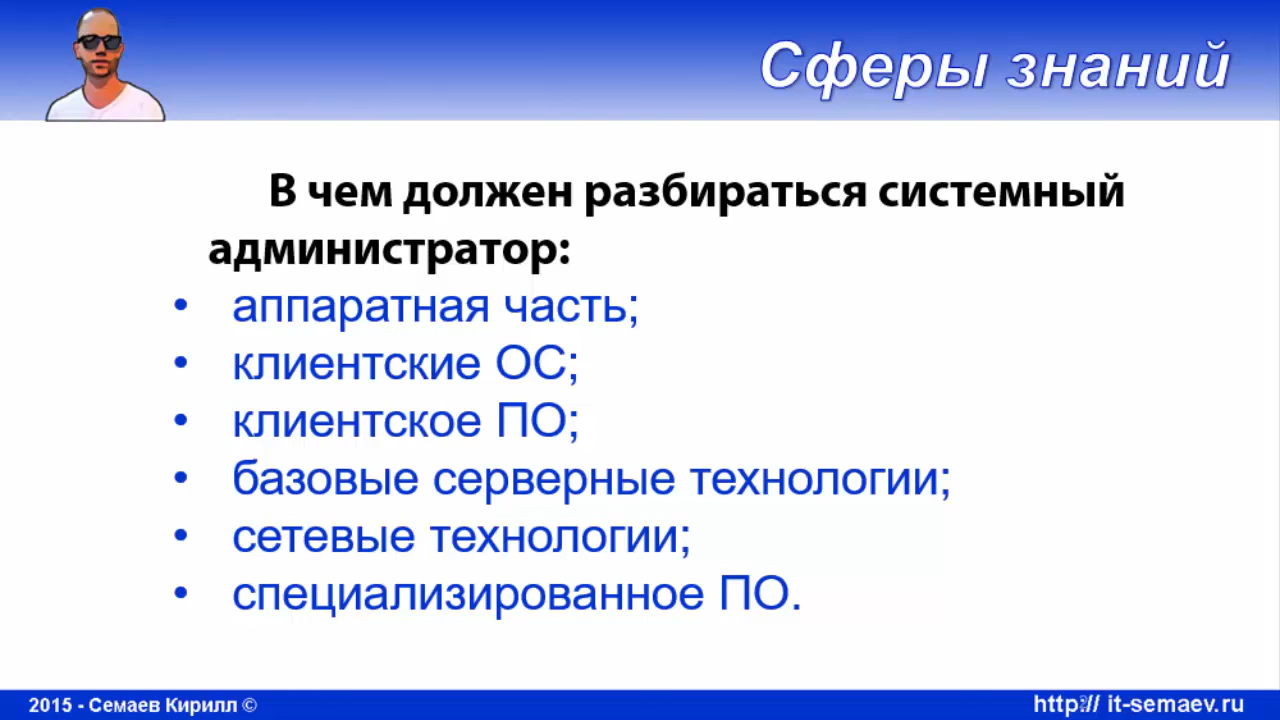 Сферы знаний
В чем должен разбираться системный
администратор:
• аппаратная часть;
• клиентские ОС;
• клиентское ПО;
• базовые серверные технологии;
• сетевые технологии;
• специализированное ПО.
2015 - Семаев Кирилл ©
http:// it-semaev.ru